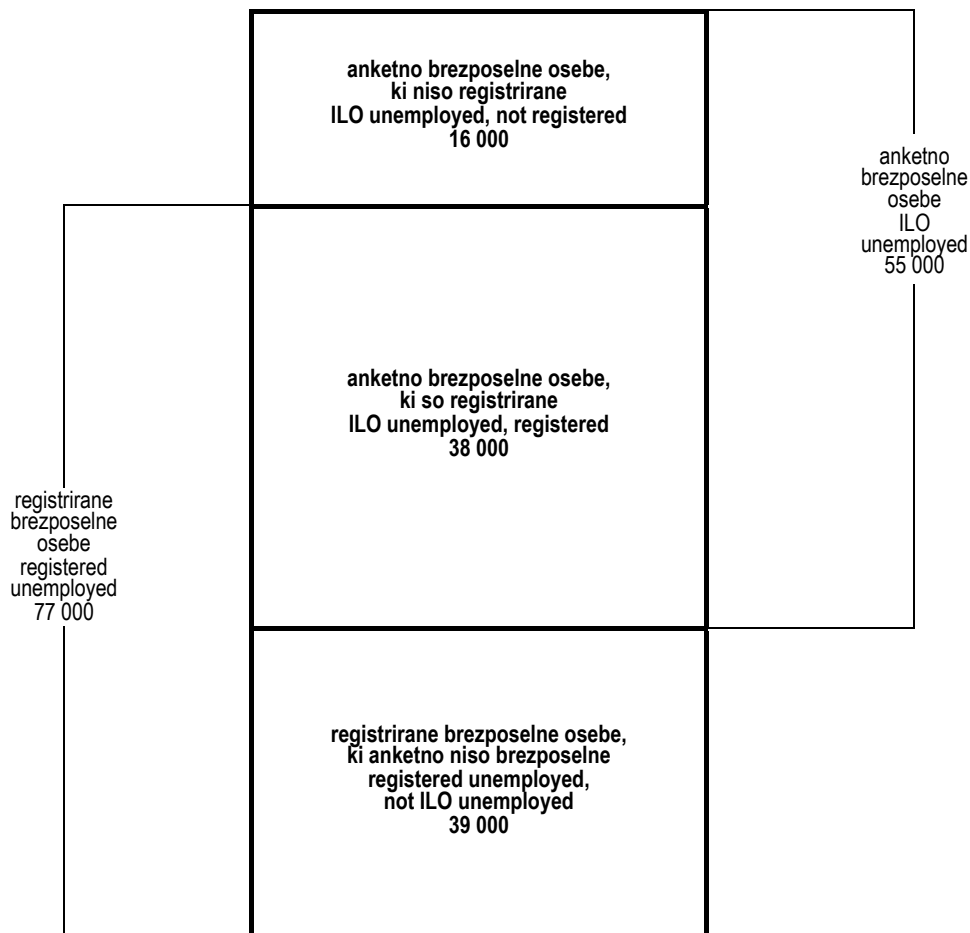 anketno brezposelne osebe,
ki niso registrirane
ILO unemployed, not registered
16 000
anketno
brezposelne
osebe
ILO
unemployed
55 000
anketno brezposelne osebe,
ki so registrirane
ILO unemployed, registered
38 000
registrirane
brezposelne
osebe
registered
unemployed
77 000
registrirane brezposelne osebe,
ki anketno niso brezposelne
registered unemployed,
not ILO unemployed
39 000